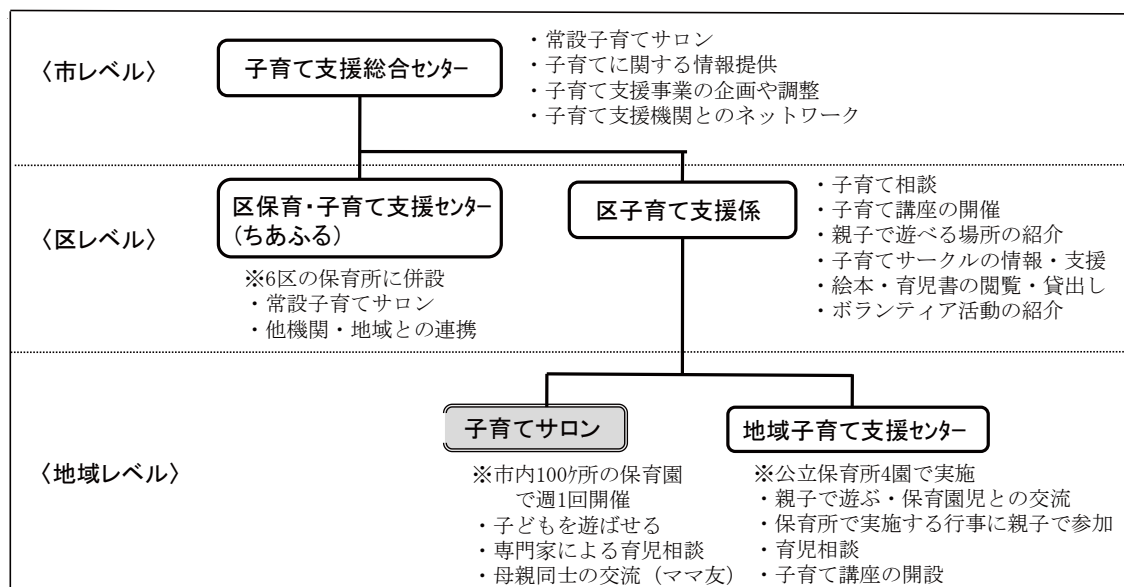 〈市レベル〉
子育て支援総合センター
・常設子育てサロン
・子育てに関する情報提供
・子育て支援事業の企画や調整
・子育て支援機関とのネットワーク
〈区レベル〉
区保育・子育て支援センター
(ちあふる)
※6区の保育所に併設
・常設子育てサロン
・他機関・地域との連携
区子育て支援係
・子育て相談
・子育て講座の開催
・親子で遊べる場所の紹介
・子育てサークルの情報・支援
・絵本・育児書の閲覧・貸出し
・ボランティア活動の紹介
〈地域レベル〉
子育てサロン
※市内100ケ所の保育園
で週1回開催
・子どもを遊ばせる
・専門家による育児相談
・母親同士の交流（ママ友）
地域子育て支援センター
※公立保育所4園で実施
・親子で遊ぶ・保育園児との交流
・保育所で実施する行事に親子で参加
・育児相談
・子育て講座の開設